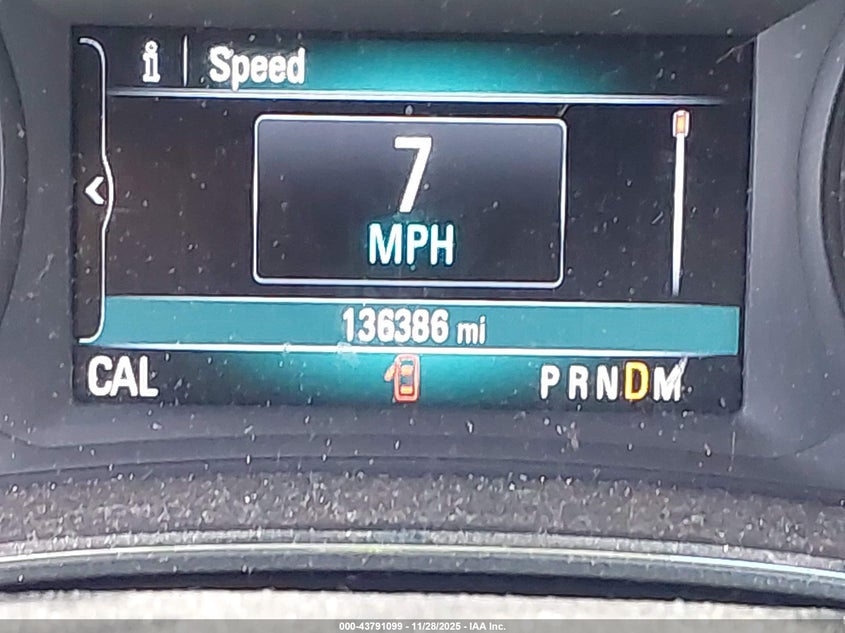 i Speed
7
MPH
136386 mi
CAL PRNDM
000-43791099 - 11/28/2025 - IAA Inc.